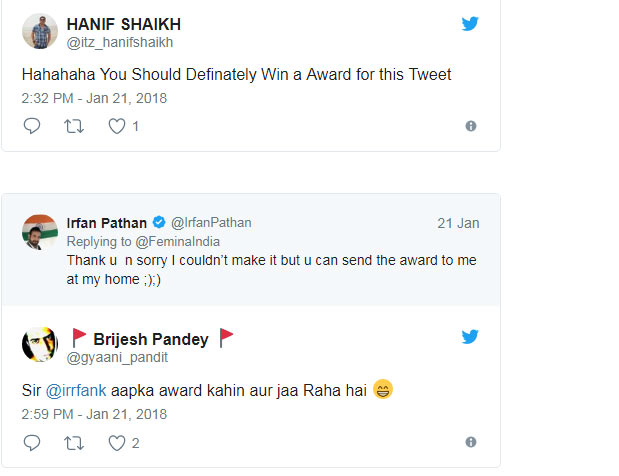 HANIF SHAIKH
@itz_hanifshaikh
Hahahaha You Should Definately Win a Award for this Tweet
2:32 PM - Jan 21, 2018
1
Irfan Pathan @IrfanPathan 21 Jan
Replying to @FeminaIndia
Thank u n sorry I couldn't make it but u can send the award to me
at my home ;);)
Brijesh Pandey
@gyaani_pandit
Sir @irrfank aapka award kahin aur jaa Raha hai 😁
2:59 PM - Jan 21, 2018
2